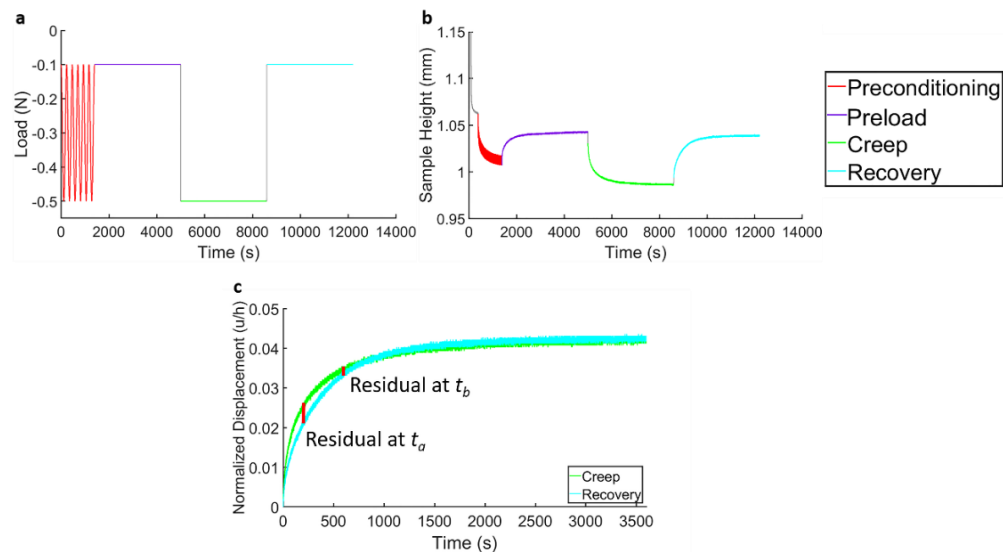 a
0
-0.1
-0.2
-0.3
-0.4
-0.5
Load (N)
0 2000 4000 6000 8000 10000 12000 14000
Time (s)
b
1.15
1.1
1.05
1
0.95
Sample Height (mm)
0 2000 4000 6000 8000 10000 12000 14000
Time (s)
Preconditioning
Preload
Creep
Recovery
c
0.05
0.04
0.03
0.02
0.01
0
Normalized Displacement (u/h)
Residual at t_b
Residual at t_a
Creep
Recovery
0 500 1000 1500 2000 2500 3000 3500
Time (s)